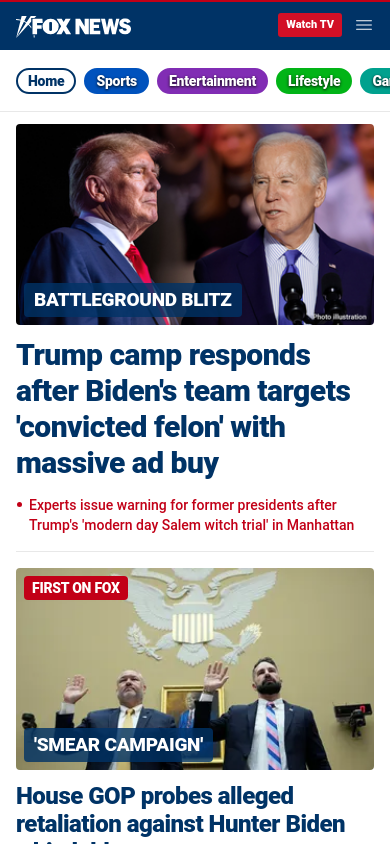 FOX NEWS
Watch TV
Home
Sports
Entertainment
Lifestyle
BATTLEGROUND BLITZ
Photo illustration
Trump camp responds
after Biden's team targets
'convicted felon' with
massive ad buy
• Experts issue warning for former presidents after
Trump's 'modern day Salem witch trial' in Manhattan
FIRST ON FOX
'SMEAR CAMPAIGN'
House GOP probes alleged
retaliation against Hunter Biden